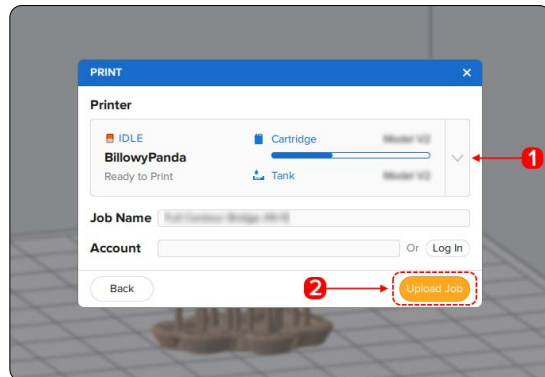 PRINT
Printer
IDLE
BillowyPanda
Ready to Print
Cartridge
Tank
1
Job Name
Account
Or Log In
Back
2
Upload Job